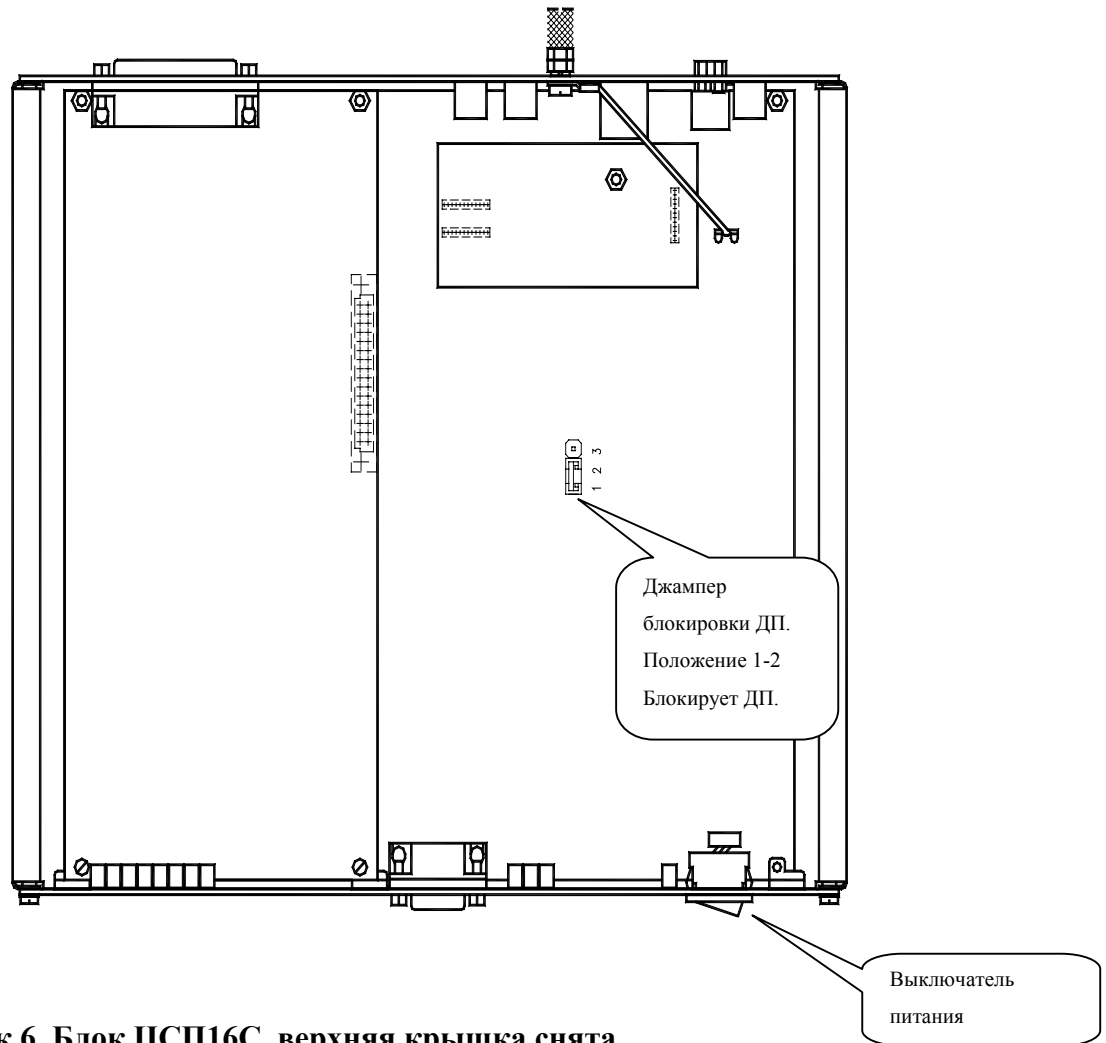 1 2 3
Джампер
блокировки ДП.
Положение 1-2
Блокирует ДП.
Выключатель
питания
к 6. Блок ЦСП16С, верхняя крышка снята